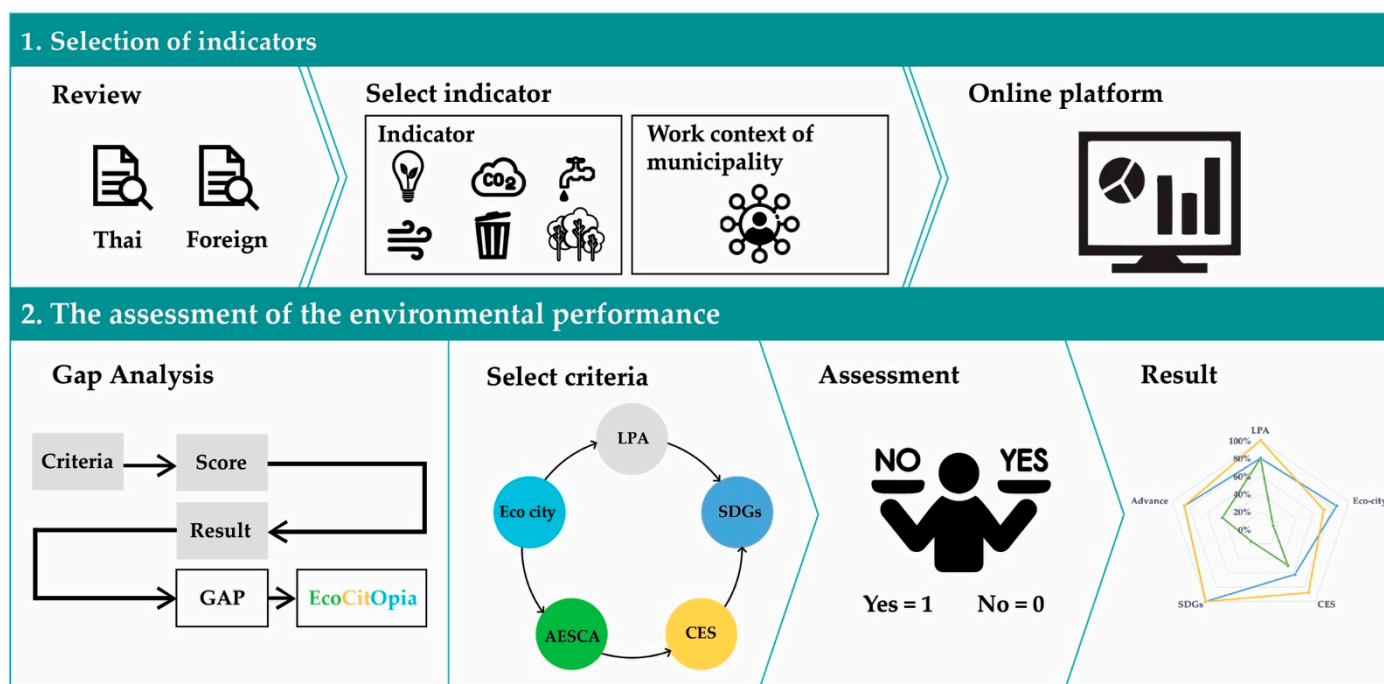 1. Selection of indicators
Review
Thai
Foreign
Select indicator
Indicator
CO2
Work context of
municipality
Online platform
2. The assessment of the environmental performance
Gap Analysis
Criteria
Score
Result
GAP
EcoCitOpia
Select criteria
LPA
Eco city
SDGs
AESCA
CES
Assessment
NO
YES
Yes = 1
No = 0
Result
LPA
100%
80%
60%
40%
20%
0%
Advance
Eco-city
SDGs
CES